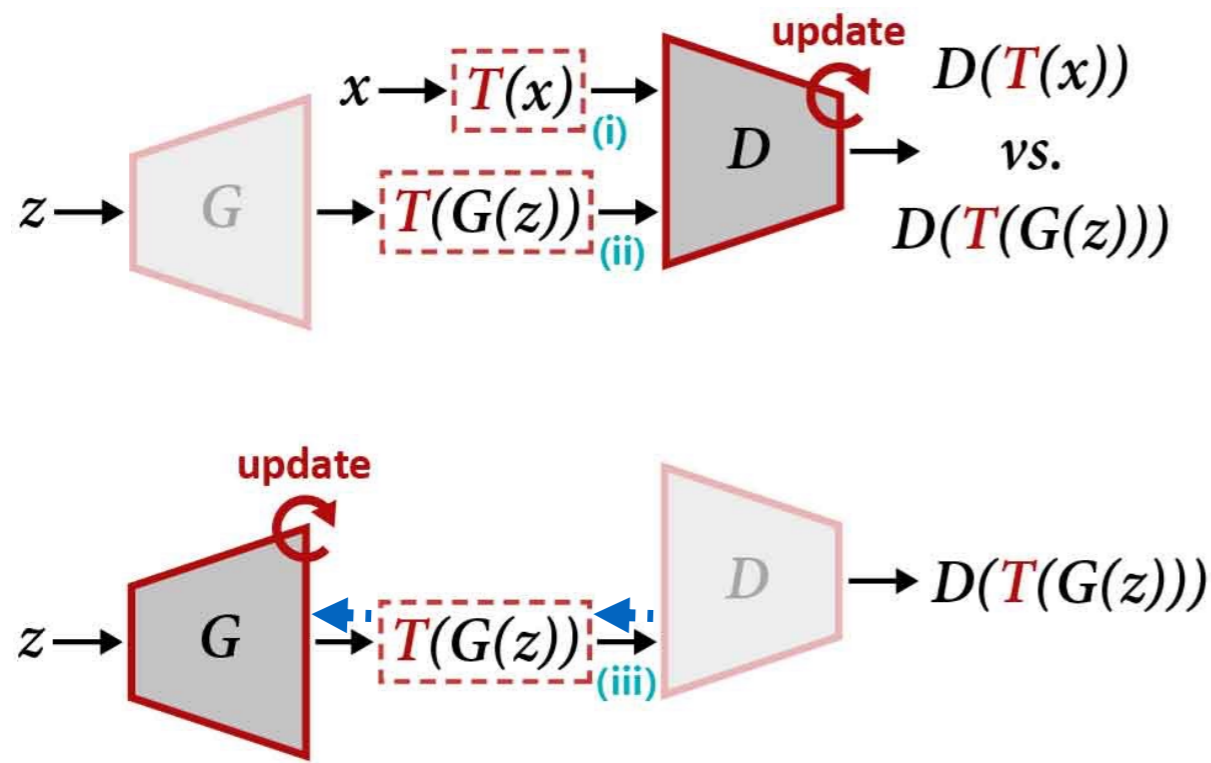 update
x T(x) D D(T(x))
(i)
vs.
z G T(G(z)) D(T(G(z)))
(ii)
update
z G T(G(z)) D D(T(G(z)))
(iii)